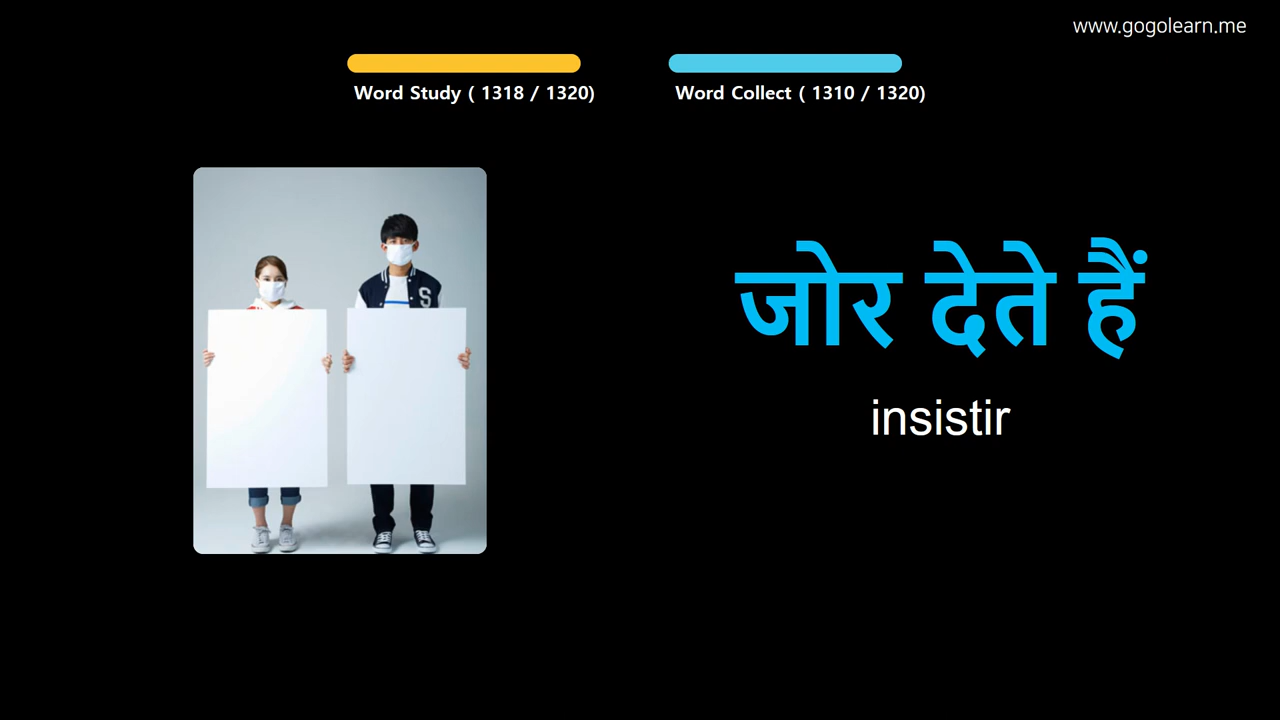 www.gogolearn.me
Word Study ( 1318 / 1320)
Word Collect ( 1310 / 1320)
S
जोर देते हैं
insistir